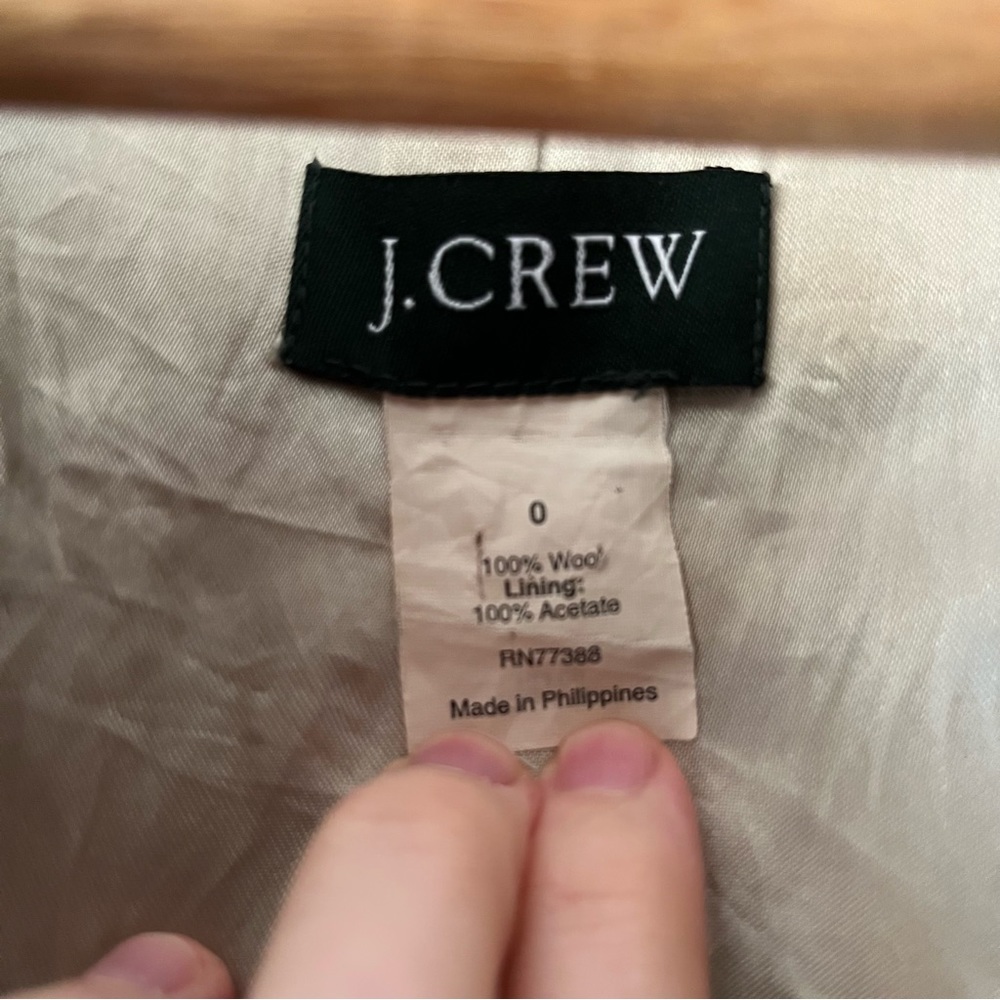 J.CREW
0
100% Wool
Lining:
100% Acetate
RN77388
Made in Philippines